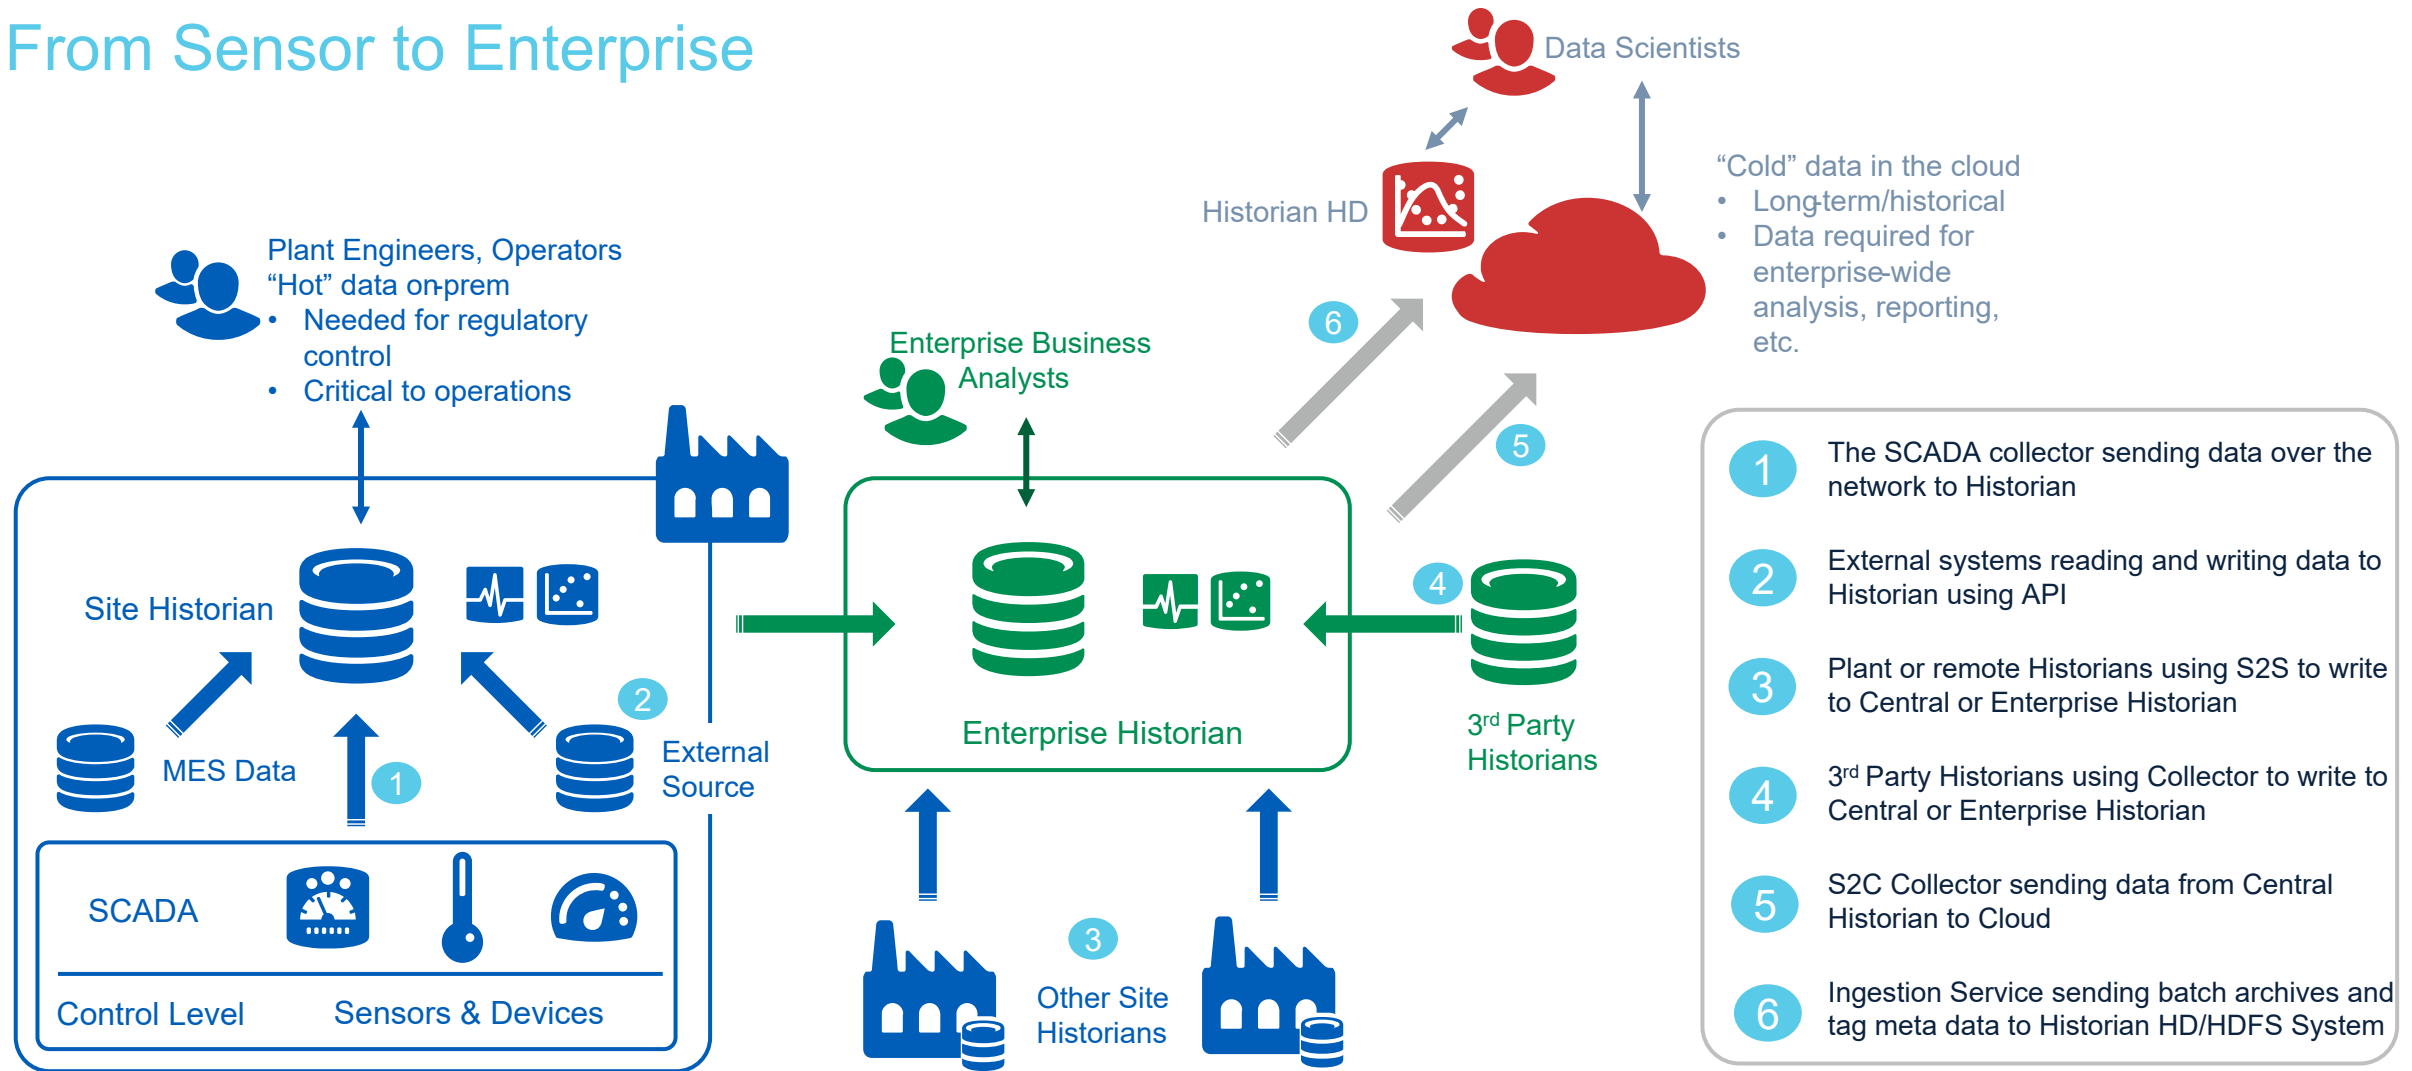 From Sensor to Enterprise
Data Scientists
Historian HD
“Cold” data in the cloud
• Long-term/historical
• Data required for
enterprise-wide
analysis, reporting,
etc.
Plant Engineers, Operators
“Hot” data on-prem
• Needed for regulatory
control
• Critical to operations
Enterprise Business
Analysts
6
5
Site Historian
MES Data
1
2
External
Source
SCADA
Control Level
Sensors & Devices
Enterprise Historian
4
3rd Party
Historians
3
Other Site
Historians
1 The SCADA collector sending data over the
network to Historian
2 External systems reading and writing data to
Historian using API
3 Plant or remote Historians using S2S to write
to Central or Enterprise Historian
4 3rd Party Historians using Collector to write to
Central or Enterprise Historian
5 S2C Collector sending data from Central
Historian to Cloud
6 Ingestion Service sending batch archives and
tag meta data to Historian HD/HDFS System